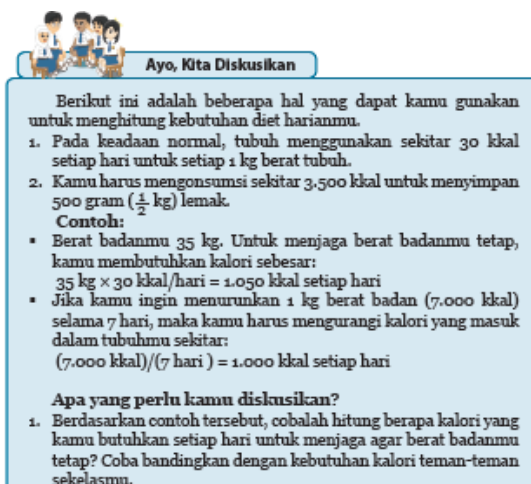 Ayo, Kita Diskusikan
Berikut ini adalah beberapa hal yang dapat kamu gunakan
untuk menghitung kebutuhan diet harianmu.
1. Pada keadaan normal, tubuh menggunakan sekitar 30 kkal
setiap hari untuk setiap 1 kg berat tubuh.
2. Kamu harus mengonsumsi sekitar 3.500 kkal untuk menyimpan
500 gram (1/2 kg) lemak.
Contoh:
▪ Berat badanmu 35 kg. Untuk menjaga berat badanmu tetap,
kamu membutuhkan kalori sebesar:
35 kg × 30 kkal/hari = 1.050 kkal setiap hari
▪ Jika kamu ingin menurunkan 1 kg berat badan (7.000 kkal)
selama 7 hari, maka kamu harus mengurangi kalori yang masuk
dalam tubuhmu sekitar:
(7.000 kkal)/(7 hari ) = 1.000 kkal setiap hari
Apa yang perlu kamu diskusikan?
1. Berdasarkan contoh tersebut, cobalah hitung berapa kalori yang
kamu butuhkan setiap hari untuk menjaga agar berat badanmu
tetap? Coba bandingkan dengan kebutuhan kalori teman-teman
sekelasmu.